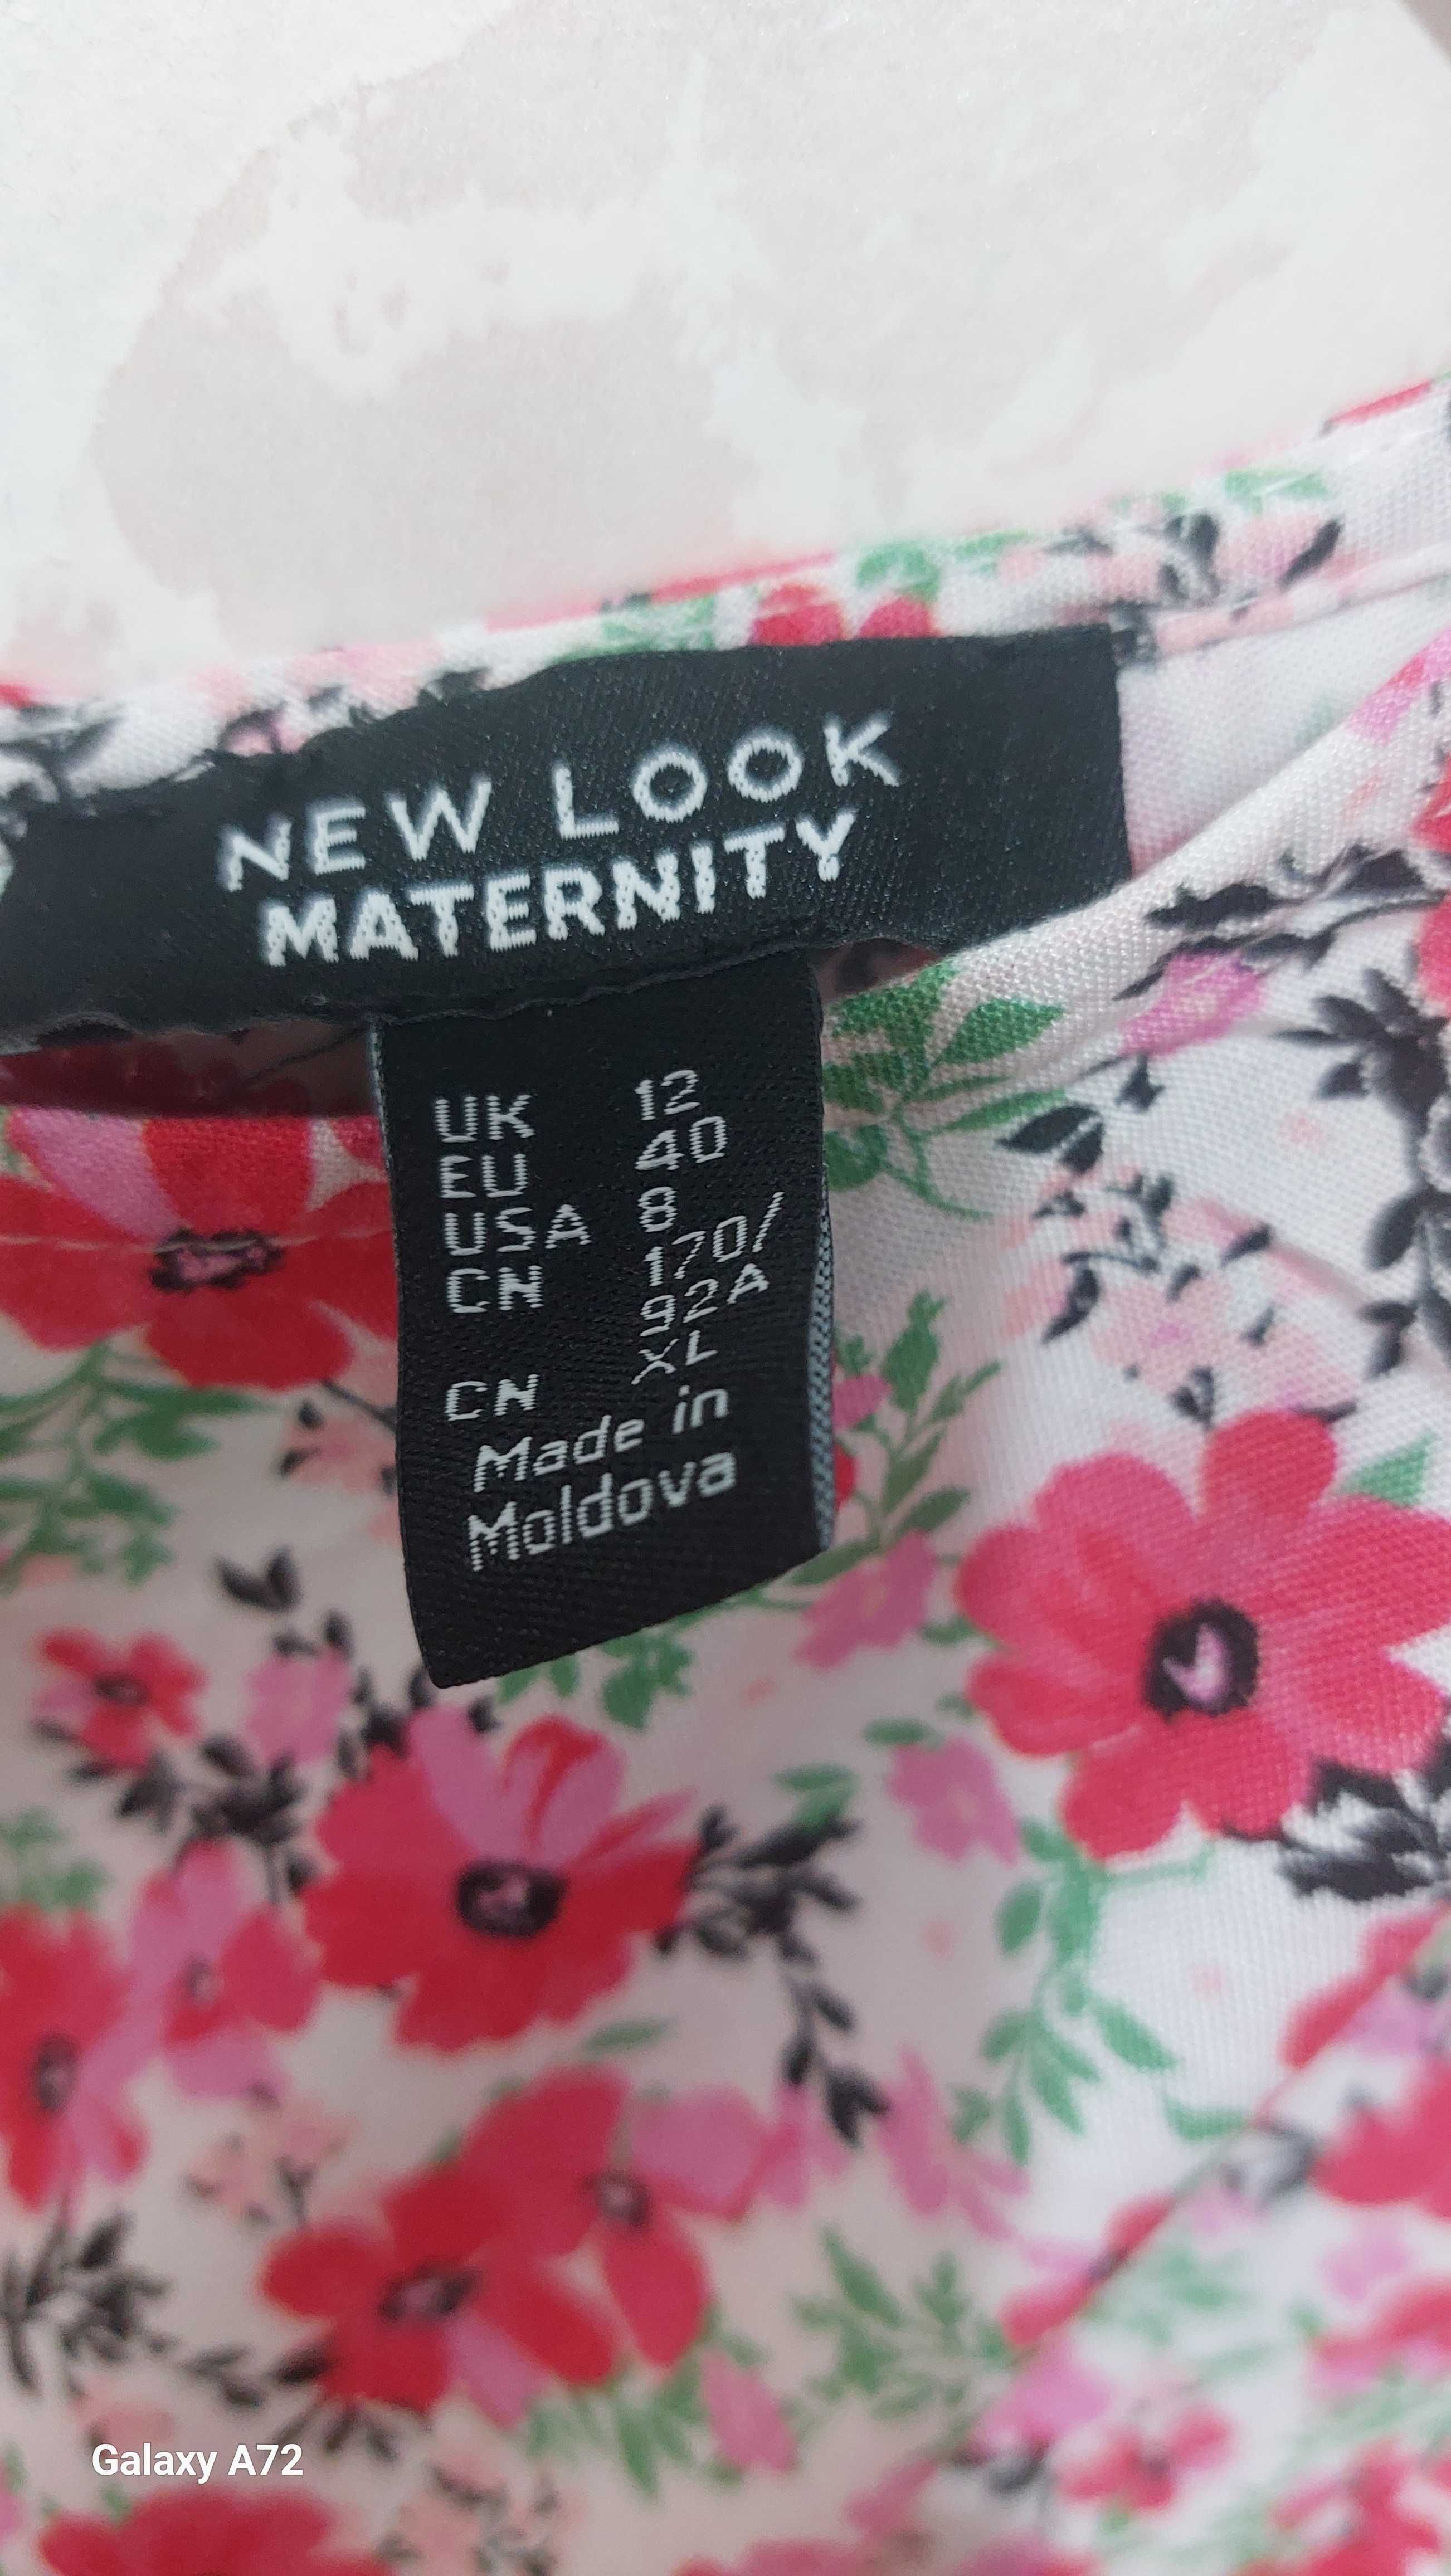 NEW LOOK
MATERNITY
UK 12
EU 40
USA 8
CN 170/
92A
CN XL
Made in
Moldova
Galaxy A72